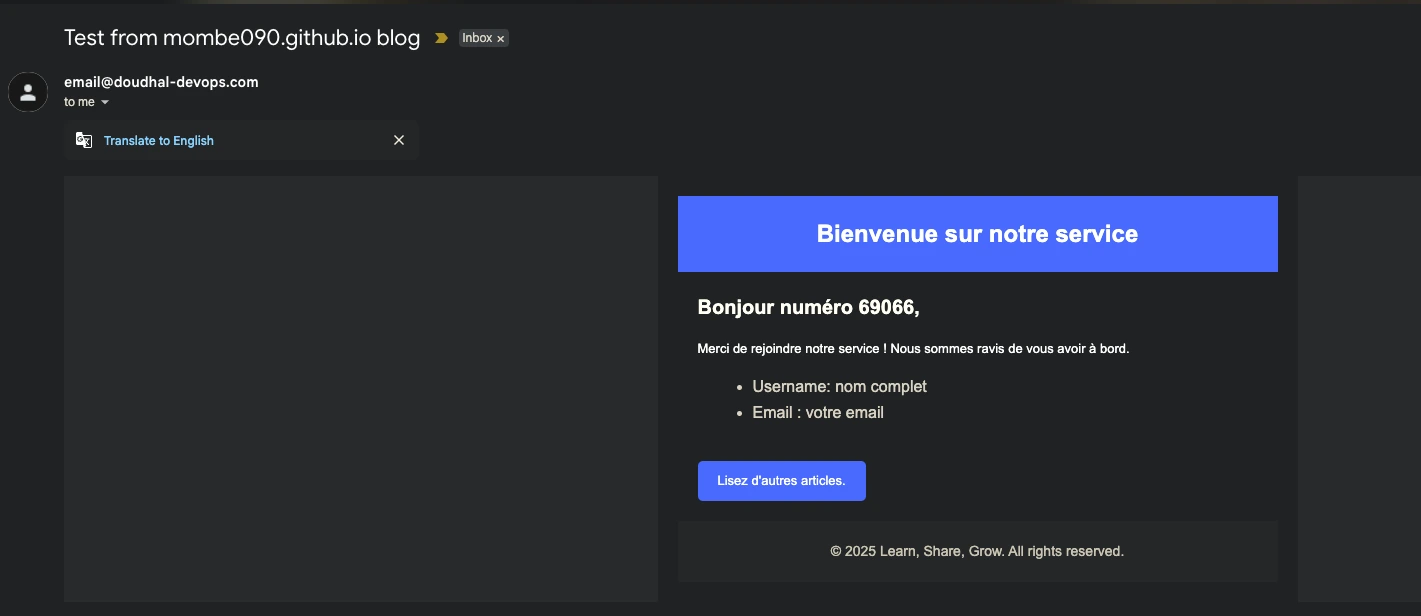 Test from mombe090.github.io blog Inbox ×
email@doudhal-devops.com
to me
Translate to English
Bienvenue sur notre service
Bonjour numéro 69066,
Merci de rejoindre notre service ! Nous sommes ravis de vous avoir à bord.
• Username: nom complet
• Email : votre email
Lisez d'autres articles.
© 2025 Learn, Share, Grow. All rights reserved.